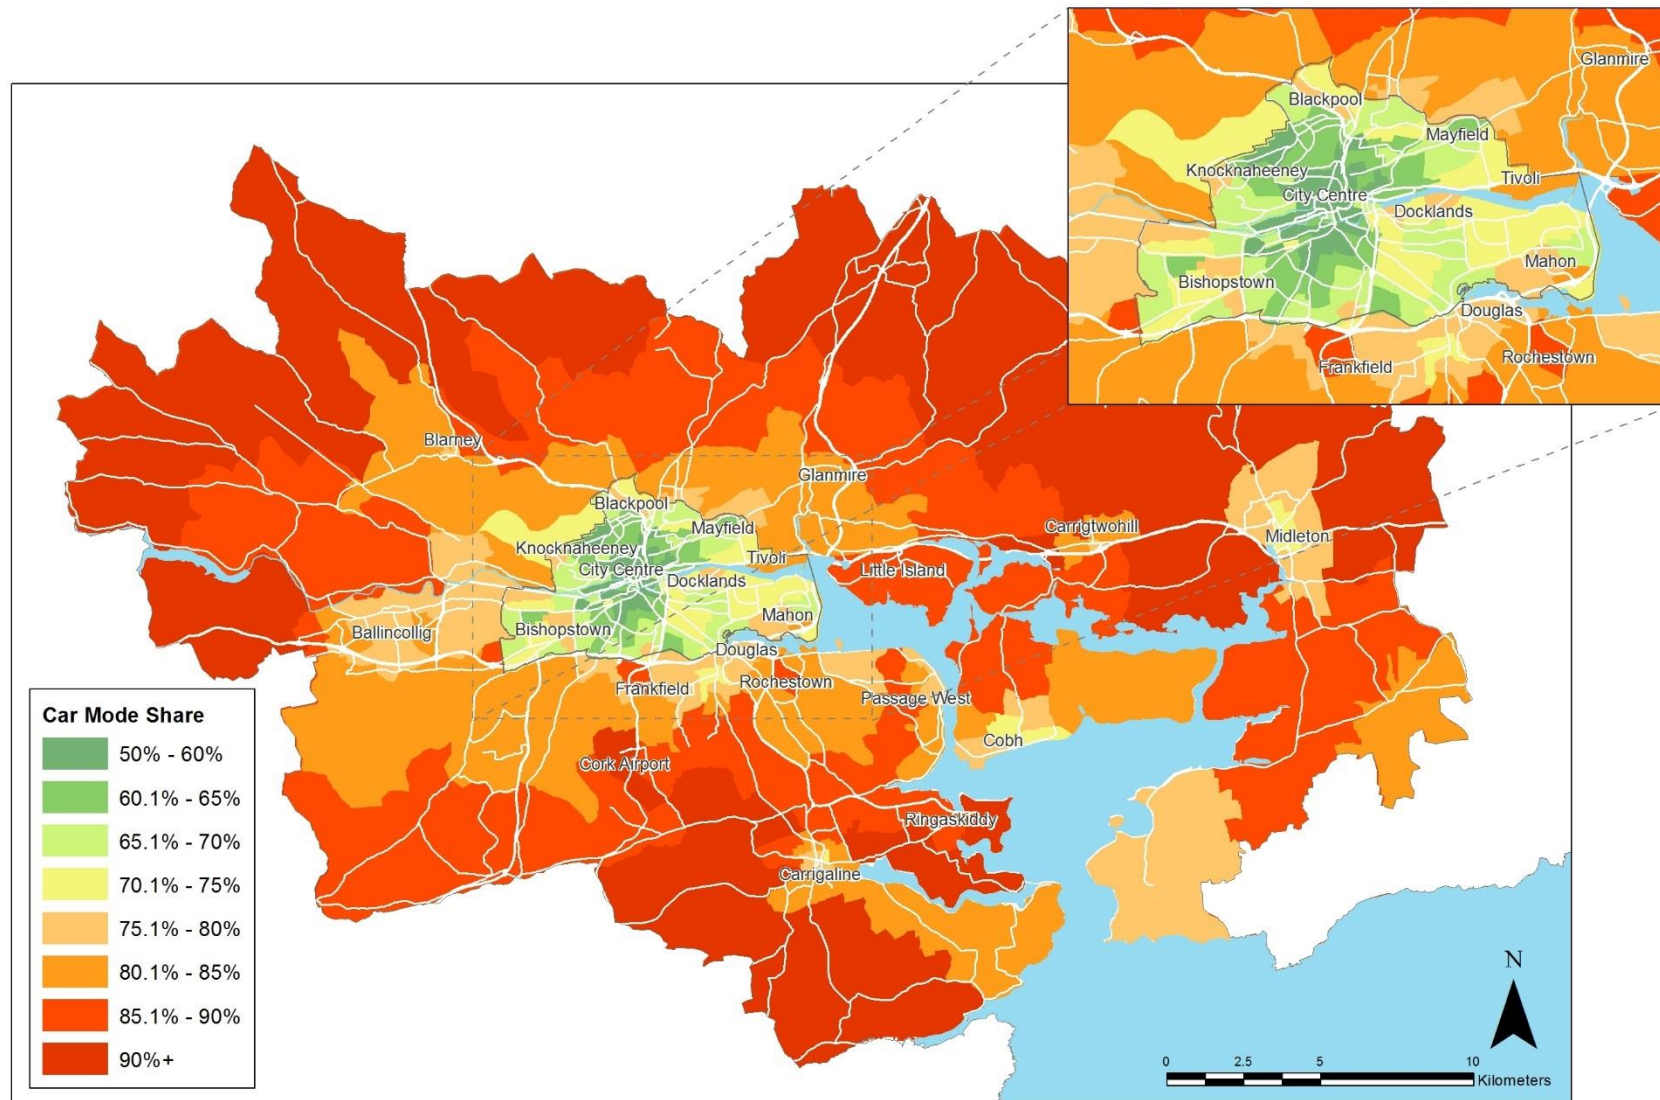 Glanmire
Blackpool
Mayfield
Knocknaheeney
Tivoli
City Centre
Docklands
Mahon
Bishopstown
Douglas
Rochestown
Frankfield
Blarney
Glanmire
Blackpool
Mayfield
Carrigtwohill
Midleton
Knocknaheeney
Tivoli
City Centre
Little Island
Docklands
Mahon
Ballincollig
Bishopstown
Douglas
Rochestown
Frankfield
Passage West
Cobh
Cork Airport
Ringaskiddy
Carrigaline
Car Mode Share
50% - 60%
60.1% - 65%
65.1% - 70%
70.1% - 75%
75.1% - 80%
80.1% - 85%
85.1% - 90%
90%+
N
0 2.5 5 10
Kilometers